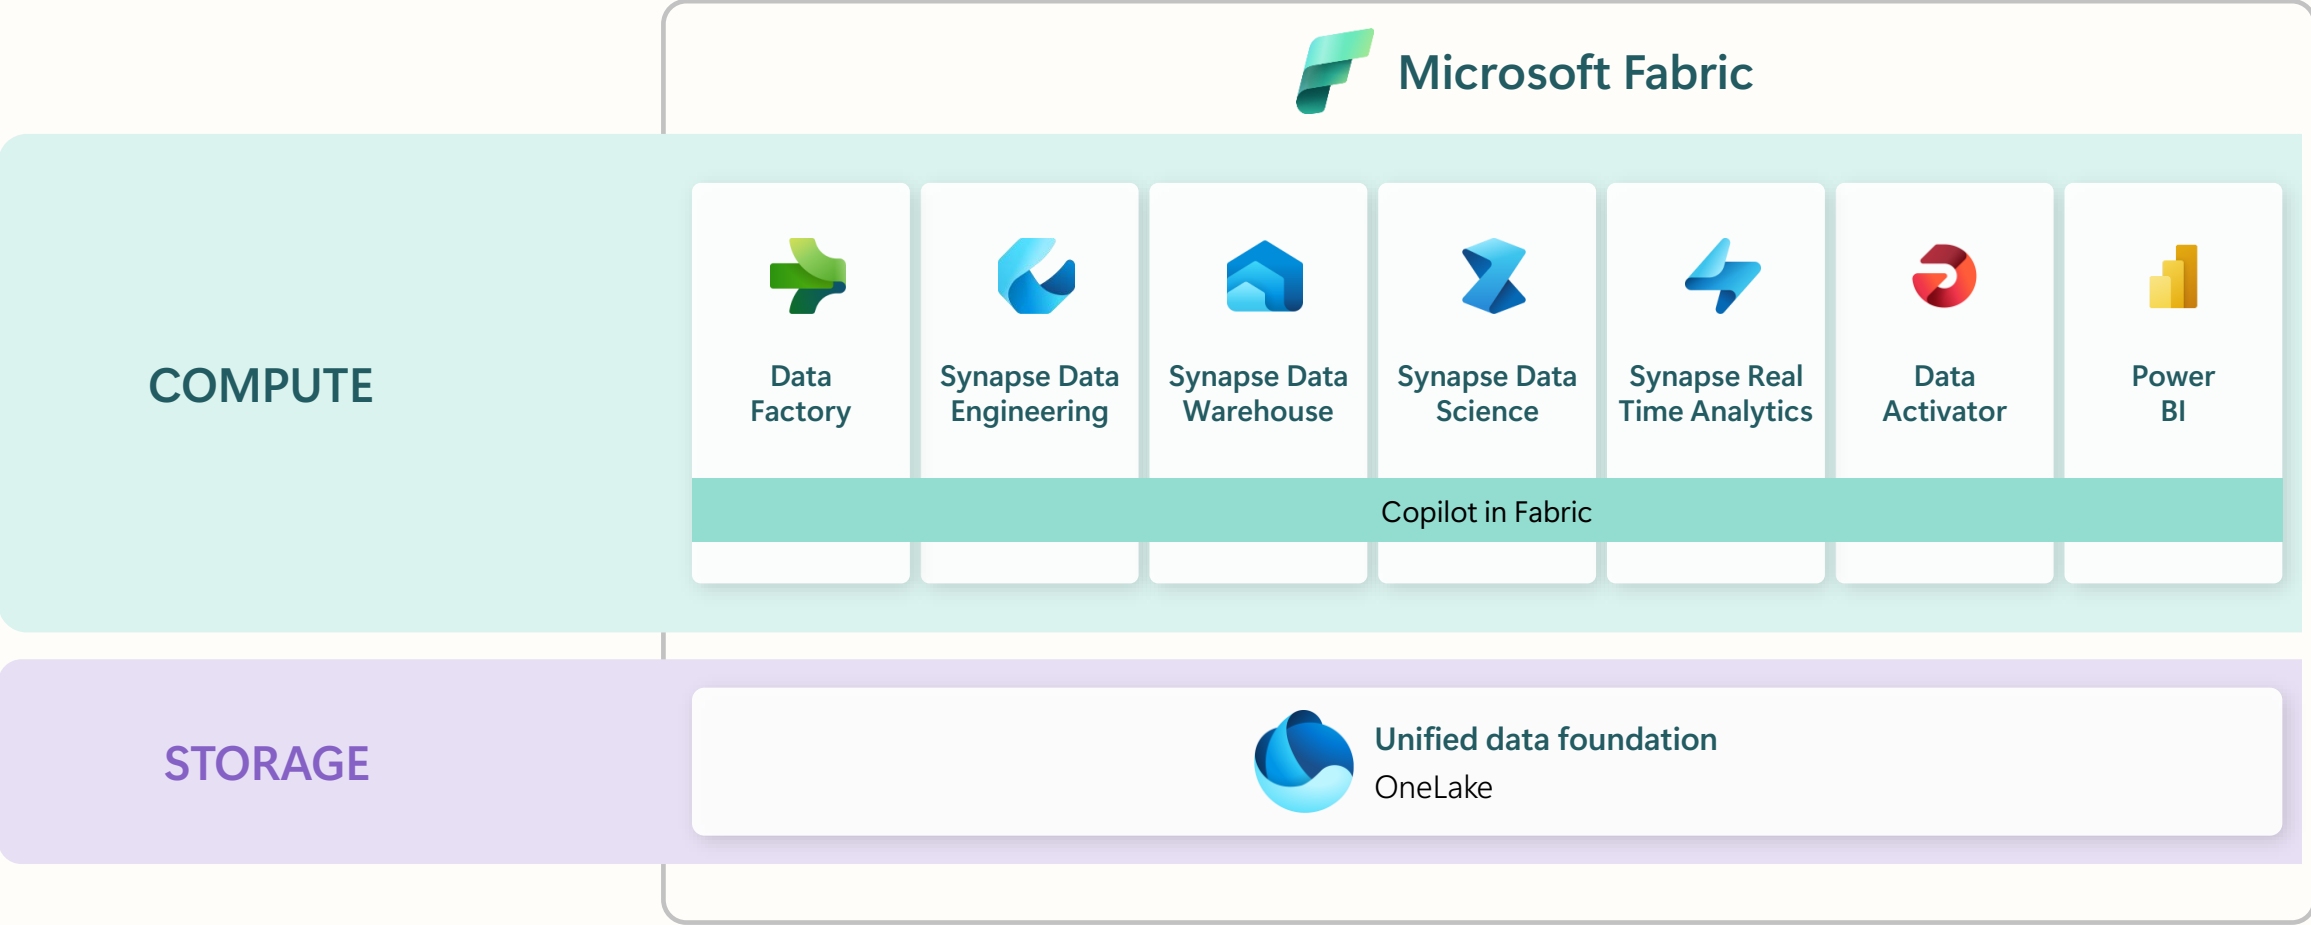 Microsoft Fabric
COMPUTE
Data
Factory
Synapse Data
Engineering
Synapse Data
Warehouse
Synapse Data
Science
Synapse Real
Time Analytics
Data
Activator
Power
BI
Copilot in Fabric
STORAGE
Unified data foundation
OneLake